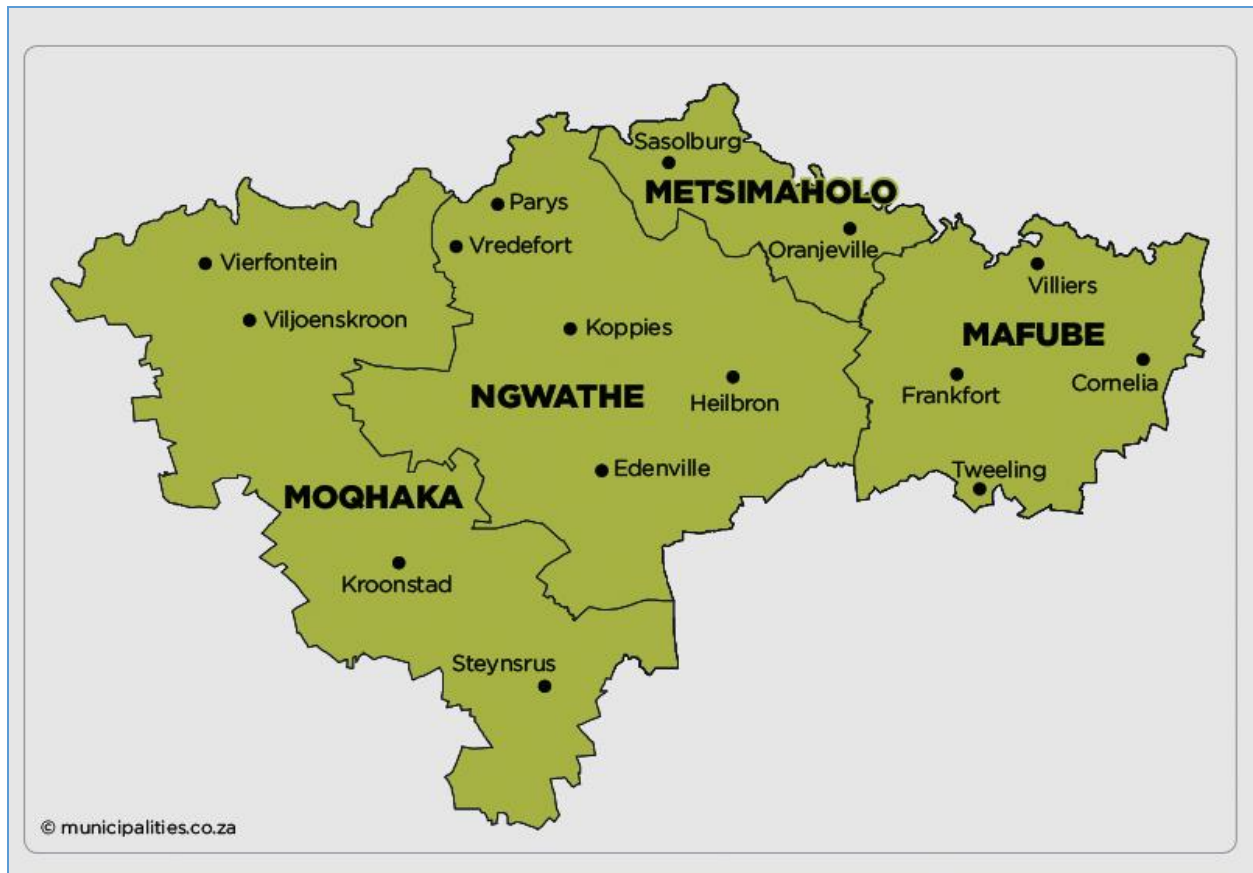 Sasolburg
METSIMAHOLO
Parys
Vredefort
Oranjeville
Vierfontein
Villiers
Viljoenskroon
Koppies
MAFUBE
Cornelia
NGWATHE
Heilbron
Frankfort
Edenville
Tweeling
MOQHAKA
Kroonstad
Steynsrus
© municipalities.co.za